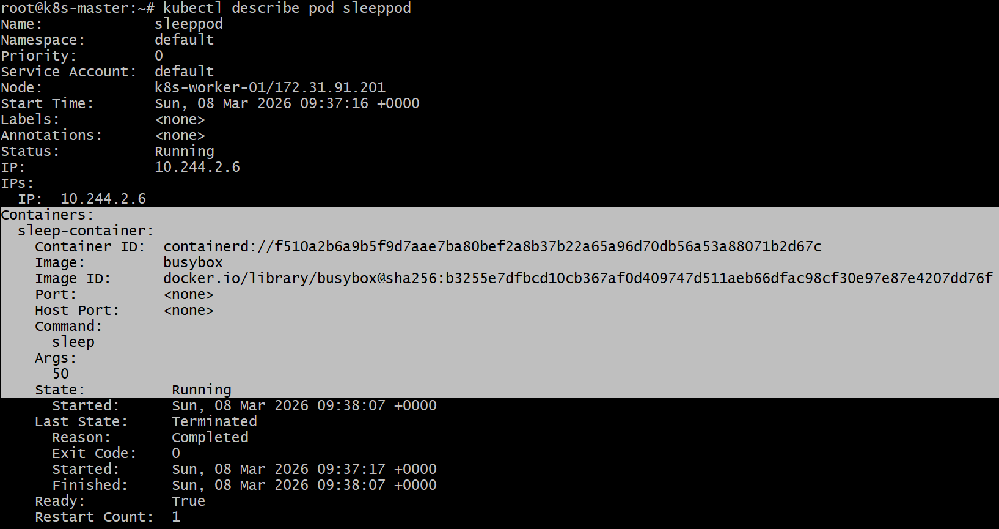 root@k8s-master:~# kubectl describe pod sleeppod
Name:             sleeppod
Namespace:        default
Priority:         0
Service Account:  default
Node:             k8s-worker-01/172.31.91.201
Start Time:       Sun, 08 Mar 2026 09:37:16 +0000
Labels:           <none>
Annotations:      <none>
Status:           Running
IP:               10.244.2.6
IPs:
  IP:  10.244.2.6
Containers:
  sleep-container:
    Container ID:  containerd://f510a2b6a9b5f9d7aae7ba80bef2a8b37b22a65a96d70db56a53a88071b2d67c
    Image:         busybox
    Image ID:      docker.io/library/busybox@sha256:b3255e7dfbcd10cb367af0d409747d511aeb66dfac98cf30e97e87e4207dd76f
    Port:          <none>
    Host Port:     <none>
    Command:
      sleep
    Args:
      50
    State:          Running
      Started:      Sun, 08 Mar 2026 09:38:07 +0000
    Last State:     Terminated
      Reason:       Completed
      Exit Code:    0
      Started:      Sun, 08 Mar 2026 09:37:17 +0000
      Finished:     Sun, 08 Mar 2026 09:38:07 +0000
    Ready:          True
    Restart Count:  1